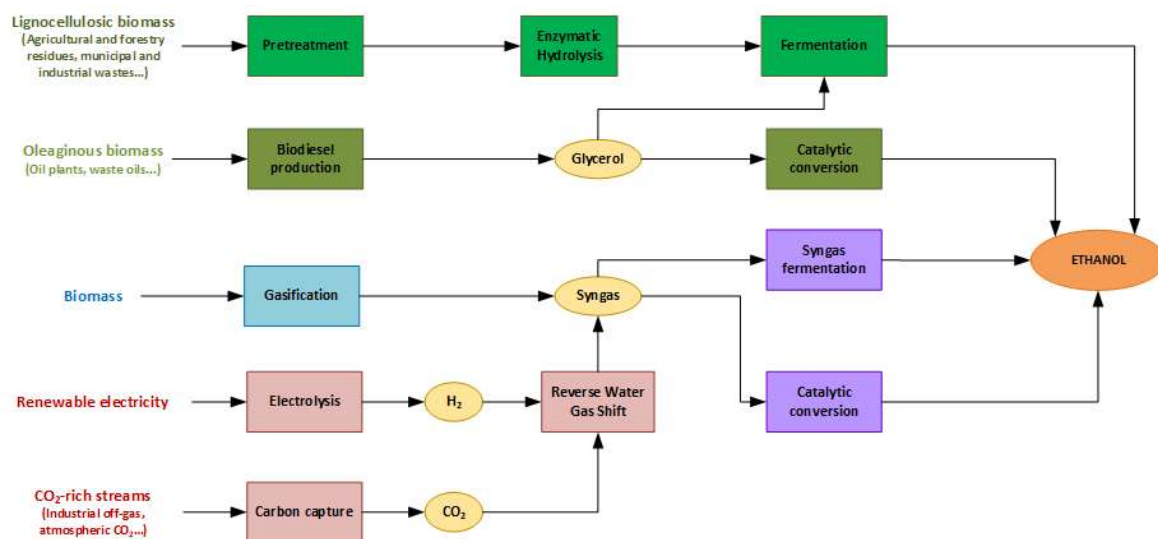 Lignocellulosic biomass
(Agricultural and forestry
residues, municipal and
industrial wastes...)
Pretreatment
Enzymatic
Hydrolysis
Fermentation
Oleaginous biomass
(Oil plants, waste oils...)
Biodiesel
production
Glycerol
Catalytic
conversion
Syngas
fermentation
ETHANOL
Biomass
Gasification
Syngas
Renewable electricity
Electrolysis
H₂
Reverse Water
Gas Shift
Catalytic
conversion
CO₂-rich streams
(Industrial off-gas,
atmospheric CO₂...)
Carbon capture
CO₂